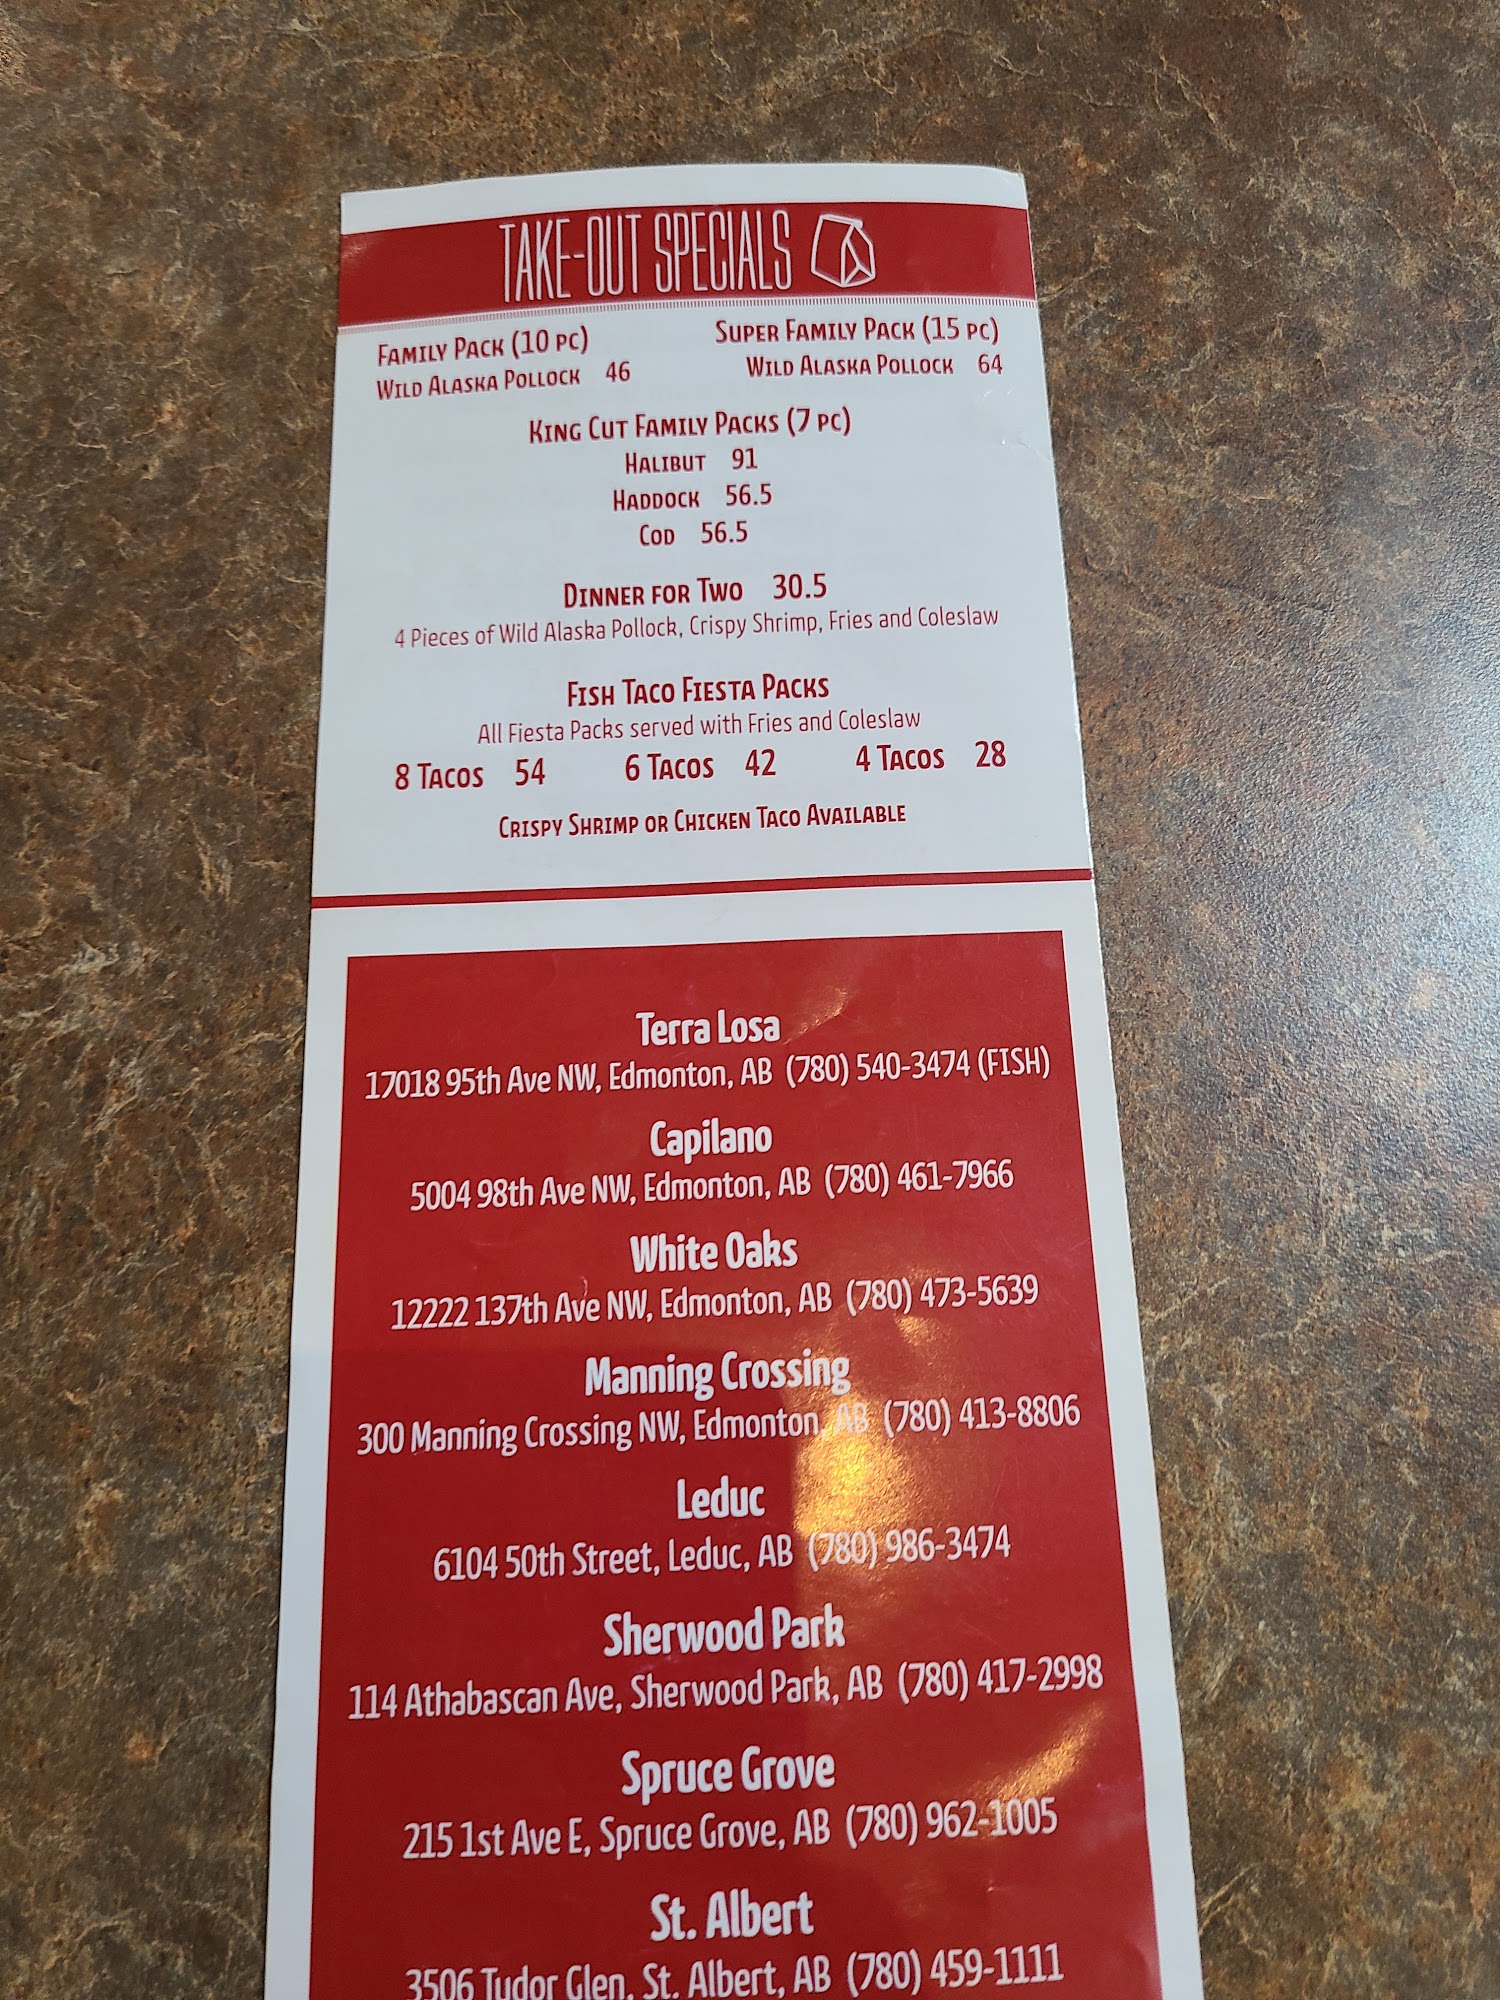 TAKE-OUT SPECIALS
Family Pack (10 pc)
Wild Alaska Pollock 46
Super Family Pack (15 pc)
Wild Alaska Pollock 64
King Cut Family Packs (7 pc)
Halibut 91
Haddock 56.5
Cod 56.5
Dinner for Two 30.5
4 Pieces of Wild Alaska Pollock, Crispy Shrimp, Fries and Coleslaw
Fish Taco Fiesta Packs
All Fiesta Packs served with Fries and Coleslaw
8 Tacos 54 6 Tacos 42 4 Tacos 28
Crispy Shrimp or Chicken Taco Available
Terra Losa
17018 95th Ave NW, Edmonton, AB (780) 540-3474 (FISH)
Capilano
5004 98th Ave NW, Edmonton, AB (780) 461-7966
White Oaks
12222 137th Ave NW, Edmonton, AB (780) 473-5639
Manning Crossing
300 Manning Crossing NW, Edmonton, AB (780) 413-8806
Leduc
6104 50th Street, Leduc, AB (780) 986-3474
Sherwood Park
114 Athabascan Ave, Sherwood Park, AB (780) 417-2998
Spruce Grove
215 1st Ave E, Spruce Grove, AB (780) 962-1005
St. Albert
3506 Tudor Glen, St. Albert, AB (780) 459-1111